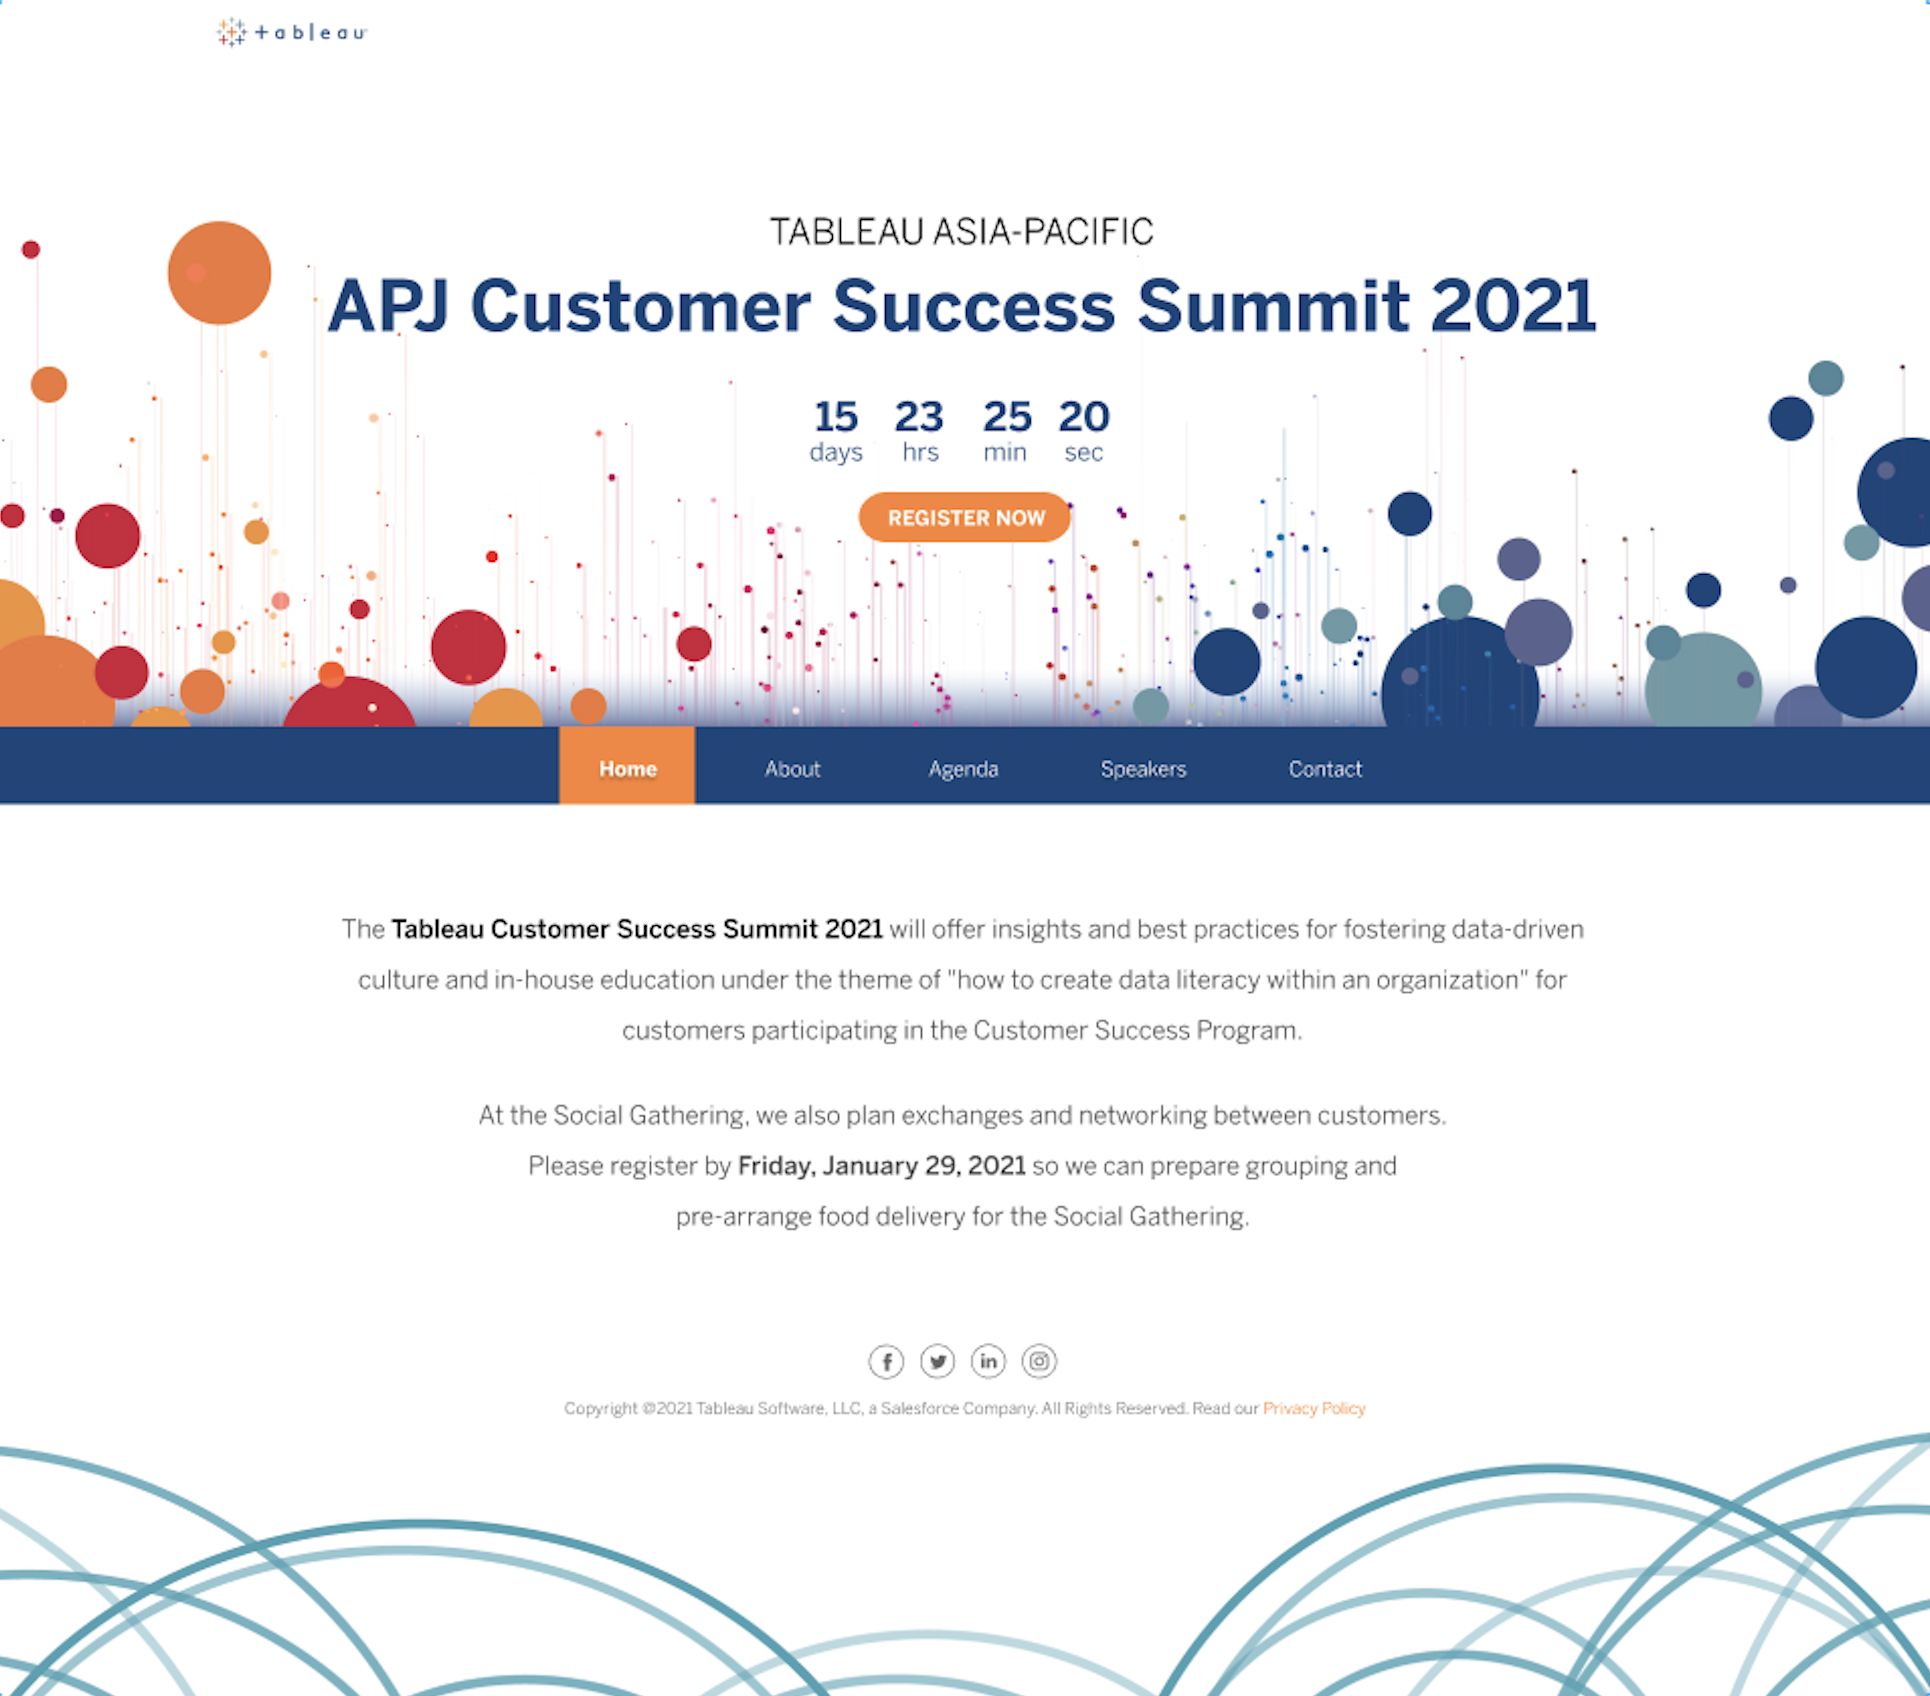 +ableau
TABLEAU ASIA-PACIFIC
APJ Customer Success Summit 2021
15 23 25 20
days hrs min sec
REGISTER NOW
Home About Agenda Speakers Contact
The Tableau Customer Success Summit 2021 will offer insights and best practices for fostering data-driven
culture and in-house education under the theme of "how to create data literacy within an organization" for
customers participating in the Customer Success Program.
At the Social Gathering, we also plan exchanges and networking between customers.
Please register by Friday, January 29, 2021 so we can prepare grouping and
pre-arrange food delivery for the Social Gathering.
Copyright ©2021 Tableau Software, LLC, a Salesforce Company. All Rights Reserved. Read our Privacy Policy